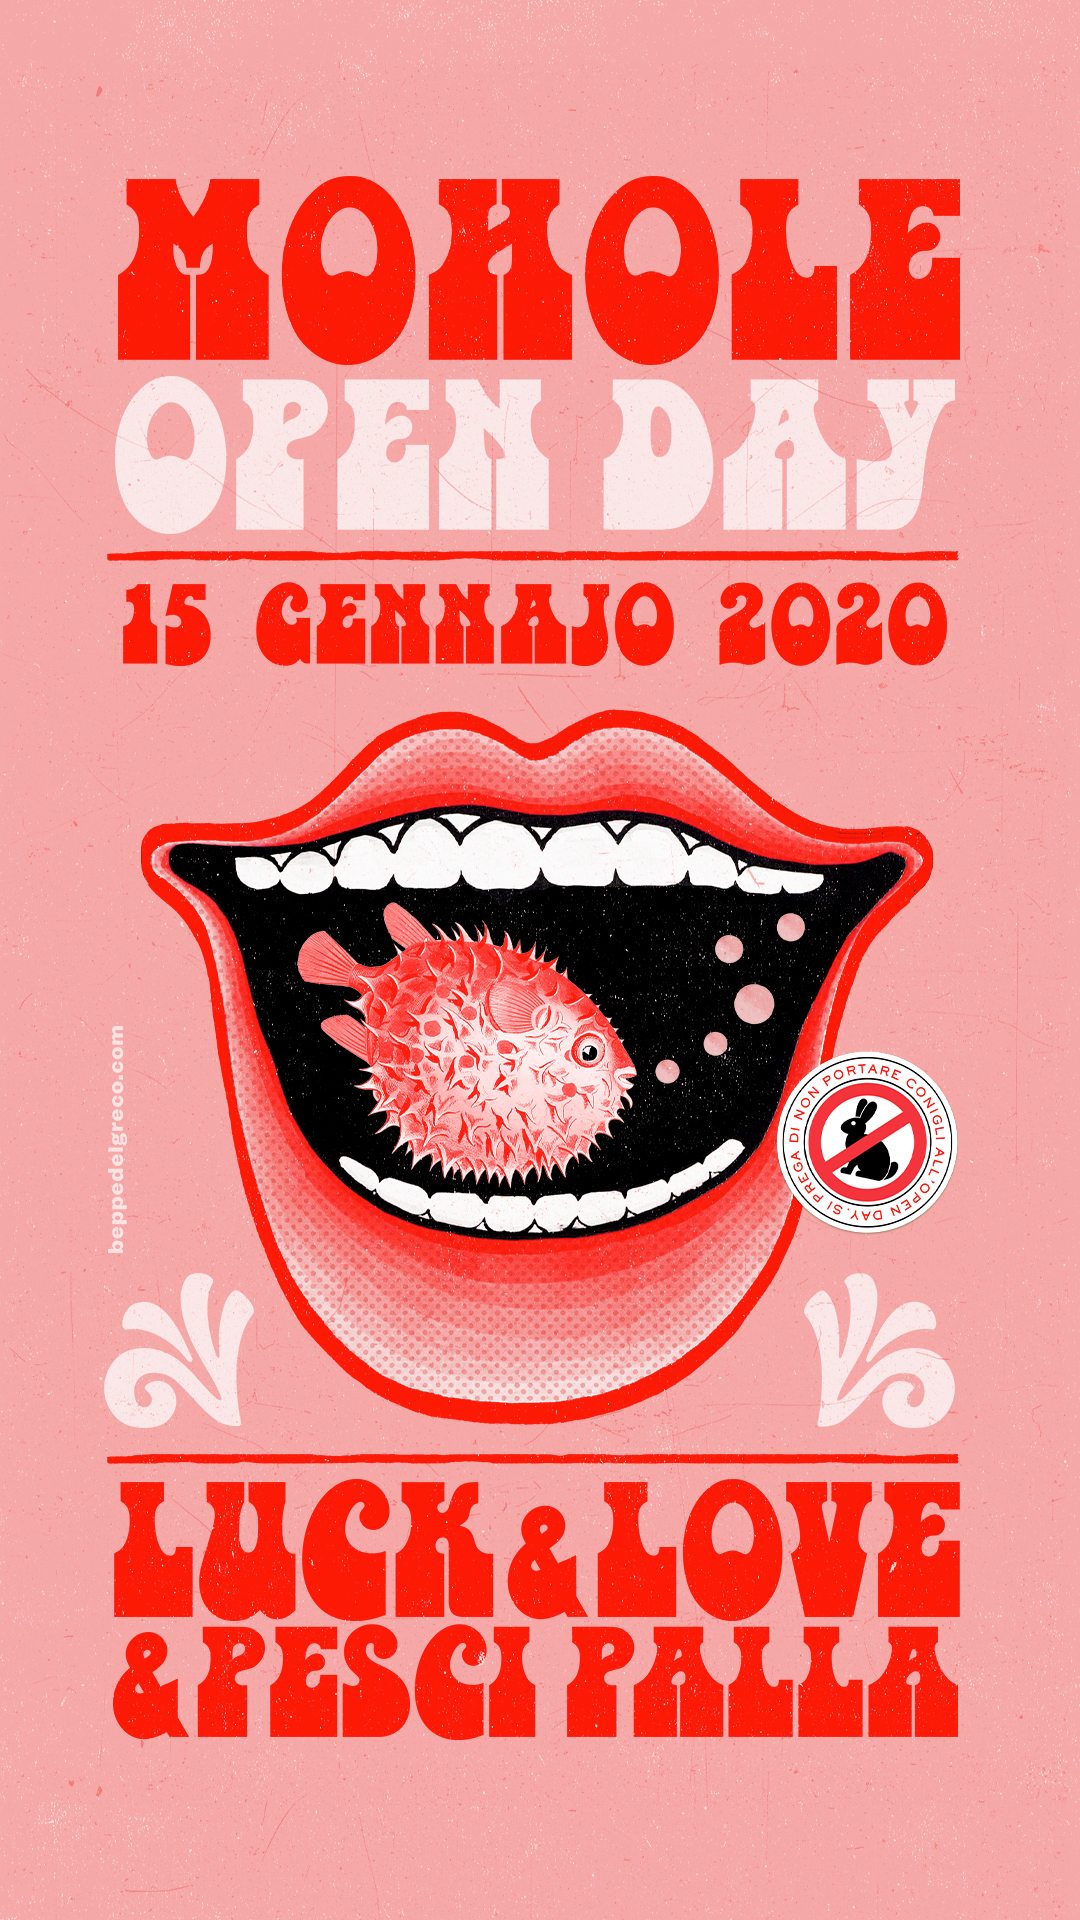 MOHOLE
OPEN DAY
15 GENNAJO 2020
beppedelgreco.com
SI PREGA DI NON PORTARE CONIGLI ALL'OPEN DAY.
LUCK & LOVE
& PESCI PALLA